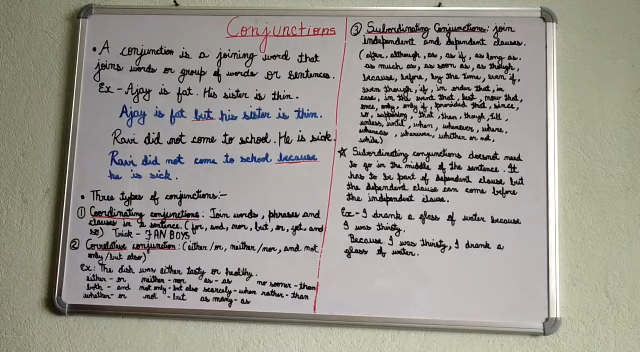 Conjunctions
• A conjunction is a joining word that
joins words or group of words or sentences.
Ex - Ajay is fat. His sister is thin.
Ajay is fat but his sister is thin.
Ravi did not come to school. He is sick.
Ravi did not come to school because
he is sick.
• Three types of conjunctions:-
① Coordinating conjunctions: Join words, phrases and
clauses in a sentence. (for, and, nor, but, or, yet, and
so) Trick - FAN BOYS
② Correlative conjunction: (either/or, neither/nor, and not
only/but also)
Ex: The dish was either tasty or healthy.
either - or neither - nor as - as no sooner - than
both - and not only - but also scarcely - when rather - than
whether - or not - but as many - as
③ Subordinating Conjunctions: join
independent and dependent clauses.
(after, although, as, as if, as long as,
as much as, as soon as, as though,
because, before, by the time, even if,
even though, if, in order that, in
case, in the event that, lest, now that,
once, only, only if, provided that, since,
so, supposing, that, than, though, till,
unless, until, when, whenever, where,
whereas, wherever, whether or not,
while)
☆ Subordinating conjunctions doesnot need
to go in the middle of the sentence. It
has to be part of dependent clause but
the dependent clause can come before
the independent clause.
Ex - I drank a glass of water because
I was thirsty.
Because I was thirsty, I drank a
glass of water.